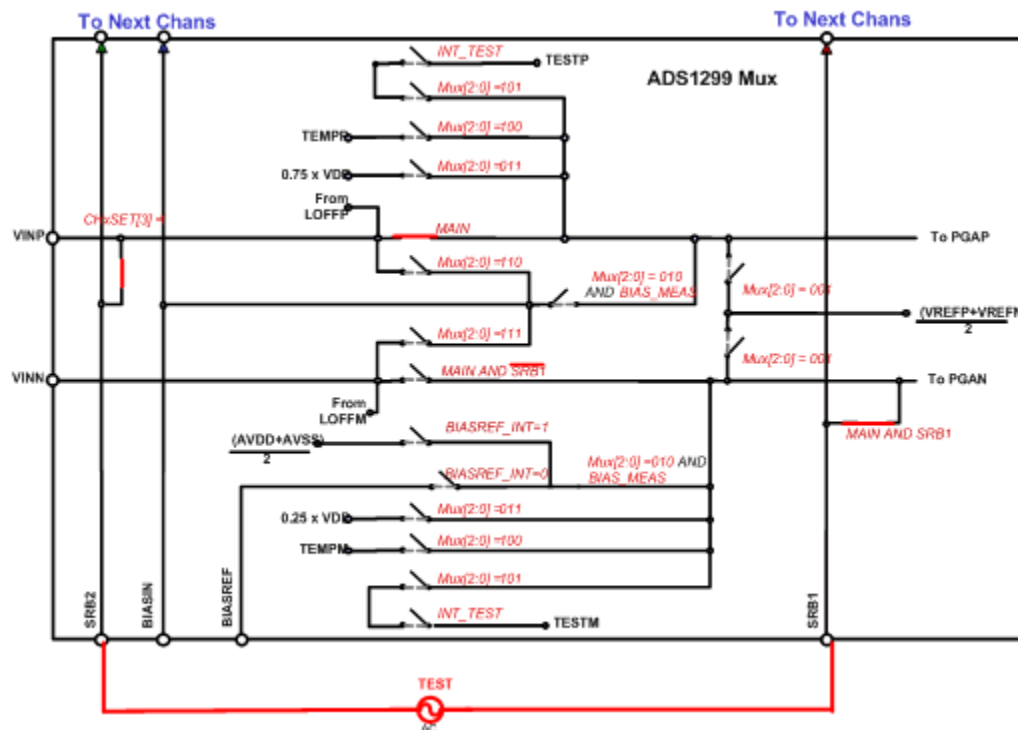 To Next Chans
To Next Chans
INT_TEST
TESTP
ADS1299 Mux
Mux[2:0] =101
TEMPP
Mux[2:0] =100
0.75 x VDD
Mux[2:0] =011
From
LOFFP
ChxSET[3] =
VINP
MAIN
To PGAP
Mux[2:0] =110
Mux[2:0] = 010
AND BIAS_MEAS
Mux[2:0] = 001
(VREFP+VREFN
2
Mux[2:0] =111
Mux[2:0] = 001
VINN
MAIN AND SRB1
To PGAN
From
LOFFM
BIASREF_INT=1
MAIN AND SRB1
(AVDD+AVSS)
2
Mux[2:0] =010 AND
BIASREF_INT=0
BIAS_MEAS
0.25 x VDD
Mux[2:0] =011
TEMPM
Mux[2:0] =100
Mux[2:0] =101
INT_TEST
TESTM
SRB2
BIASIN
BIASREF
SRB1
TEST